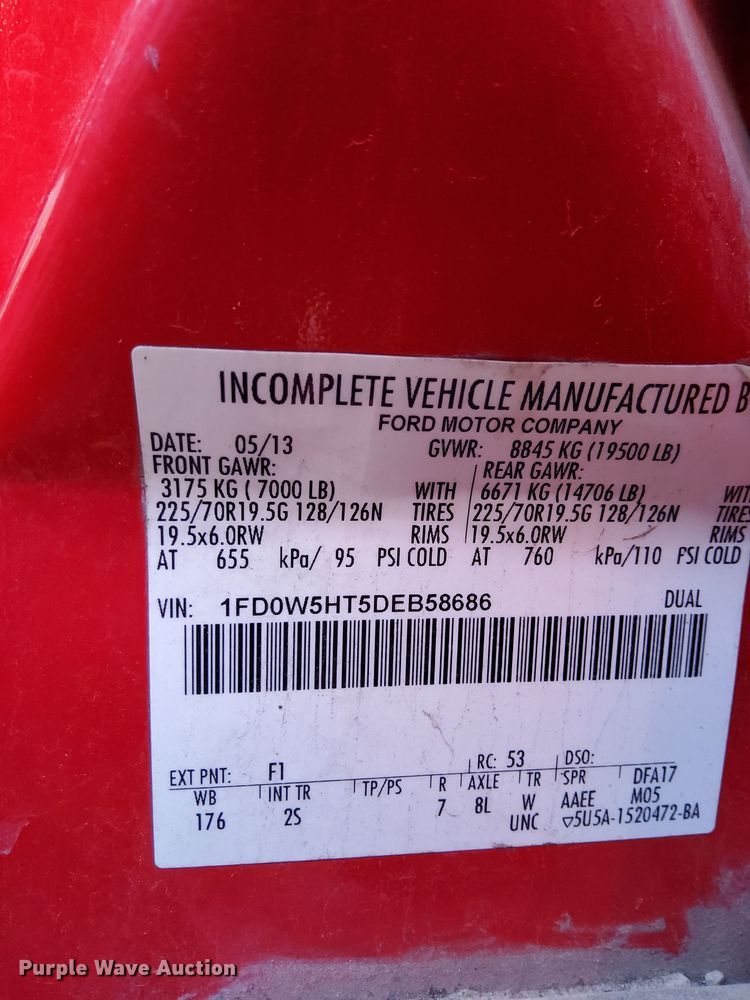 INCOMPLETE VEHICLE MANUFACTURED B
FORD MOTOR COMPANY
DATE: 05/13 GVWR: 8845 KG (19500 LB)
FRONT GAWR: REAR GAWR:
3175 KG ( 7000 LB) WITH 6671 KG (14706 LB) WIT
225/70R19.5G 128/126N TIRES 225/70R19.5G 128/126N TIRES
19.5x6.0RW RIMS 19.5x6.0RW RIMS
AT 655 kPa/ 95 PSI COLD AT 760 kPa/110 PSI COLD
VIN: 1FD0W5HT5DEB58686 DUAL
EXT PNT: F1 RC: 53 DSO:
WB INT TR TP/PS R AXLE TR SPR DFA17
176 2S 7 8L W AAEE M05
UNC ▽5U5A-1520472-BA
Purple Wave Auction